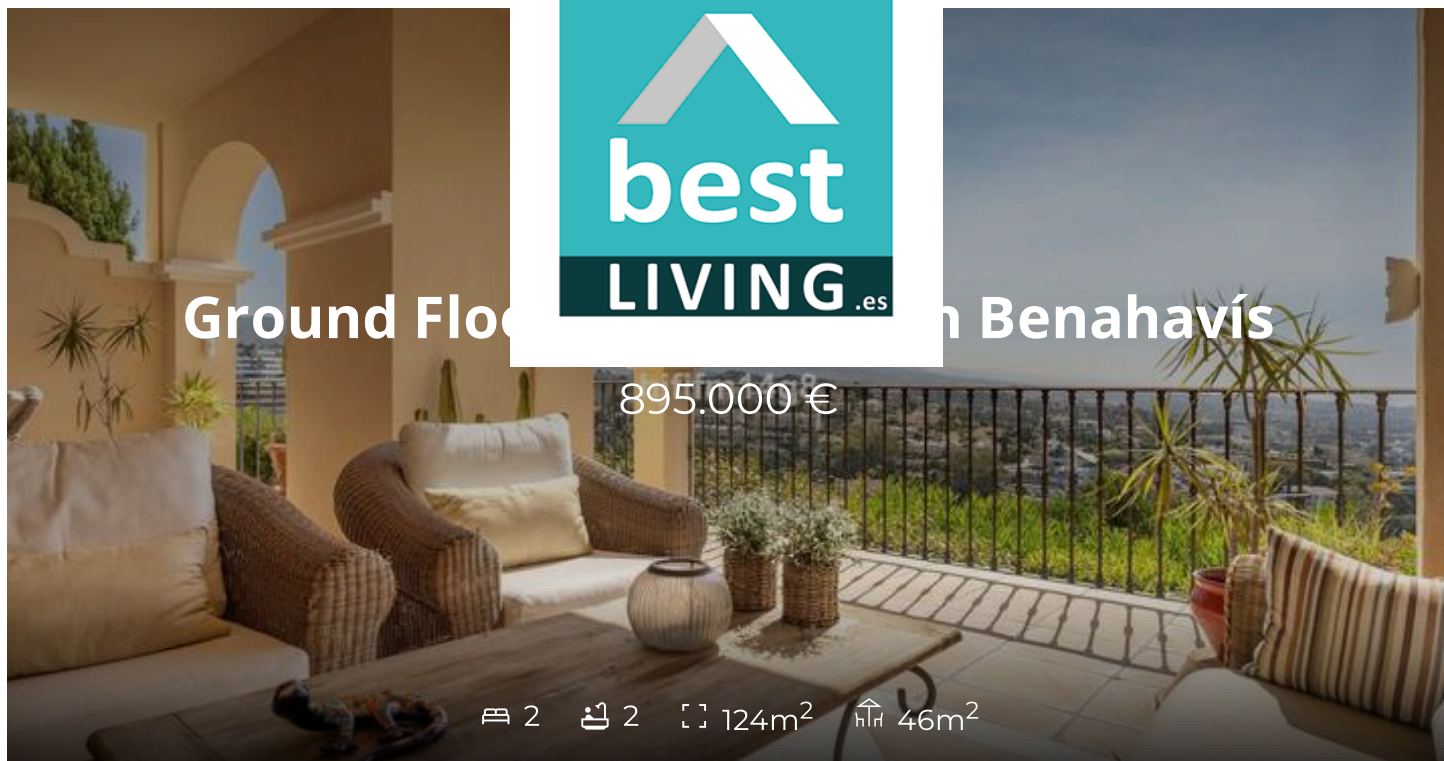 best
LIVING.es
Ground Floo n Benahavís
895.000 €
2 2 124m² 46m²